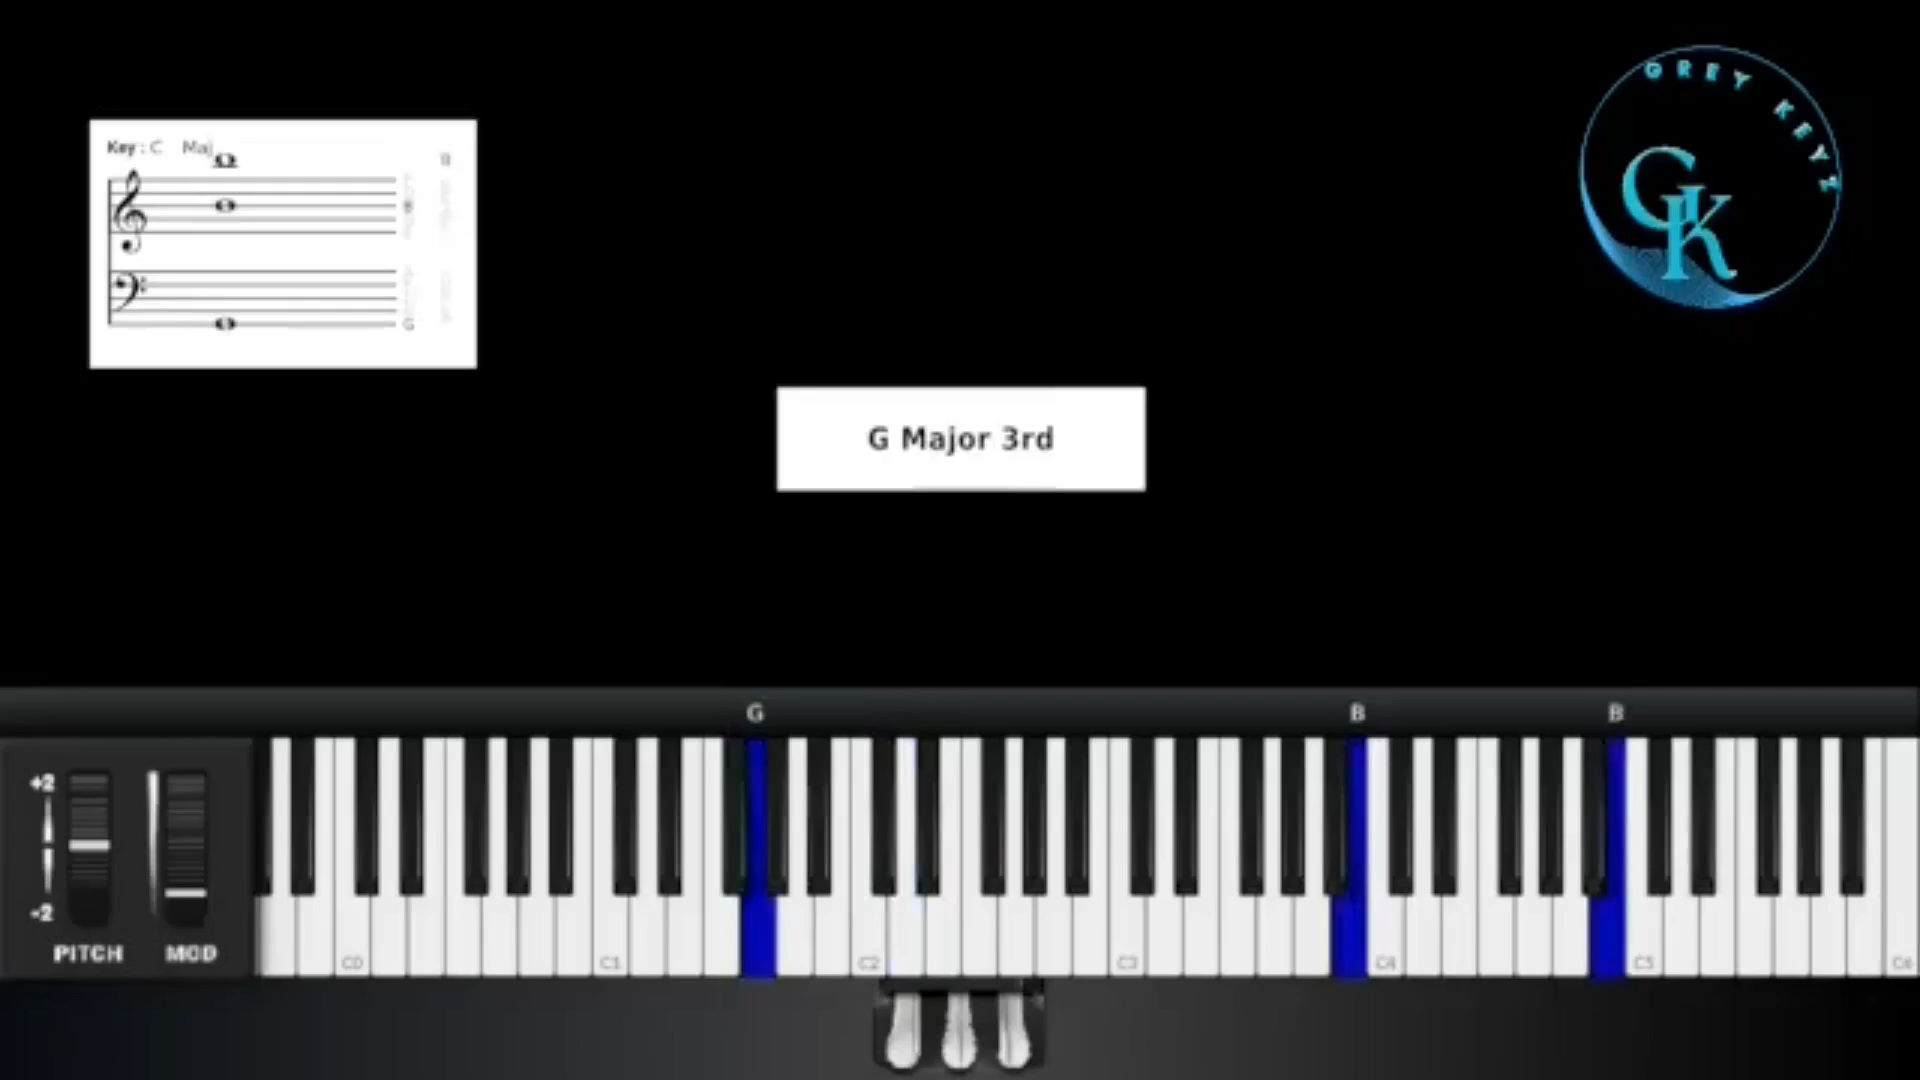 GREY KEYZ
GK
Key : C Maj
B
G
G Major 3rd
G B B
+2
-2
PITCH MOD
C0 C1 C2 C3 C4 C5 C6